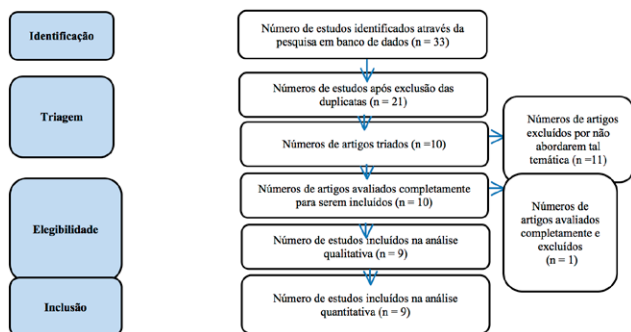 Identificação
Número de estudos identificados através da
pesquisa em banco de dados (n = 33)
Triagem
Números de estudos após exclusão das
duplicatas (n = 21)
Números de artigos triados (n =10)
Números de artigos
excluídos por não
abordarem tal
temática (n =11)
Elegibilidade
Números de artigos avaliados completamente
para serem incluídos (n = 10)
Números de
artigos avaliados
completamente e
excluídos
(n = 1)
Número de estudos incluídos na análise
qualitativa (n = 9)
Inclusão
Número de estudos incluídos na análise
quantitativa (n = 9)